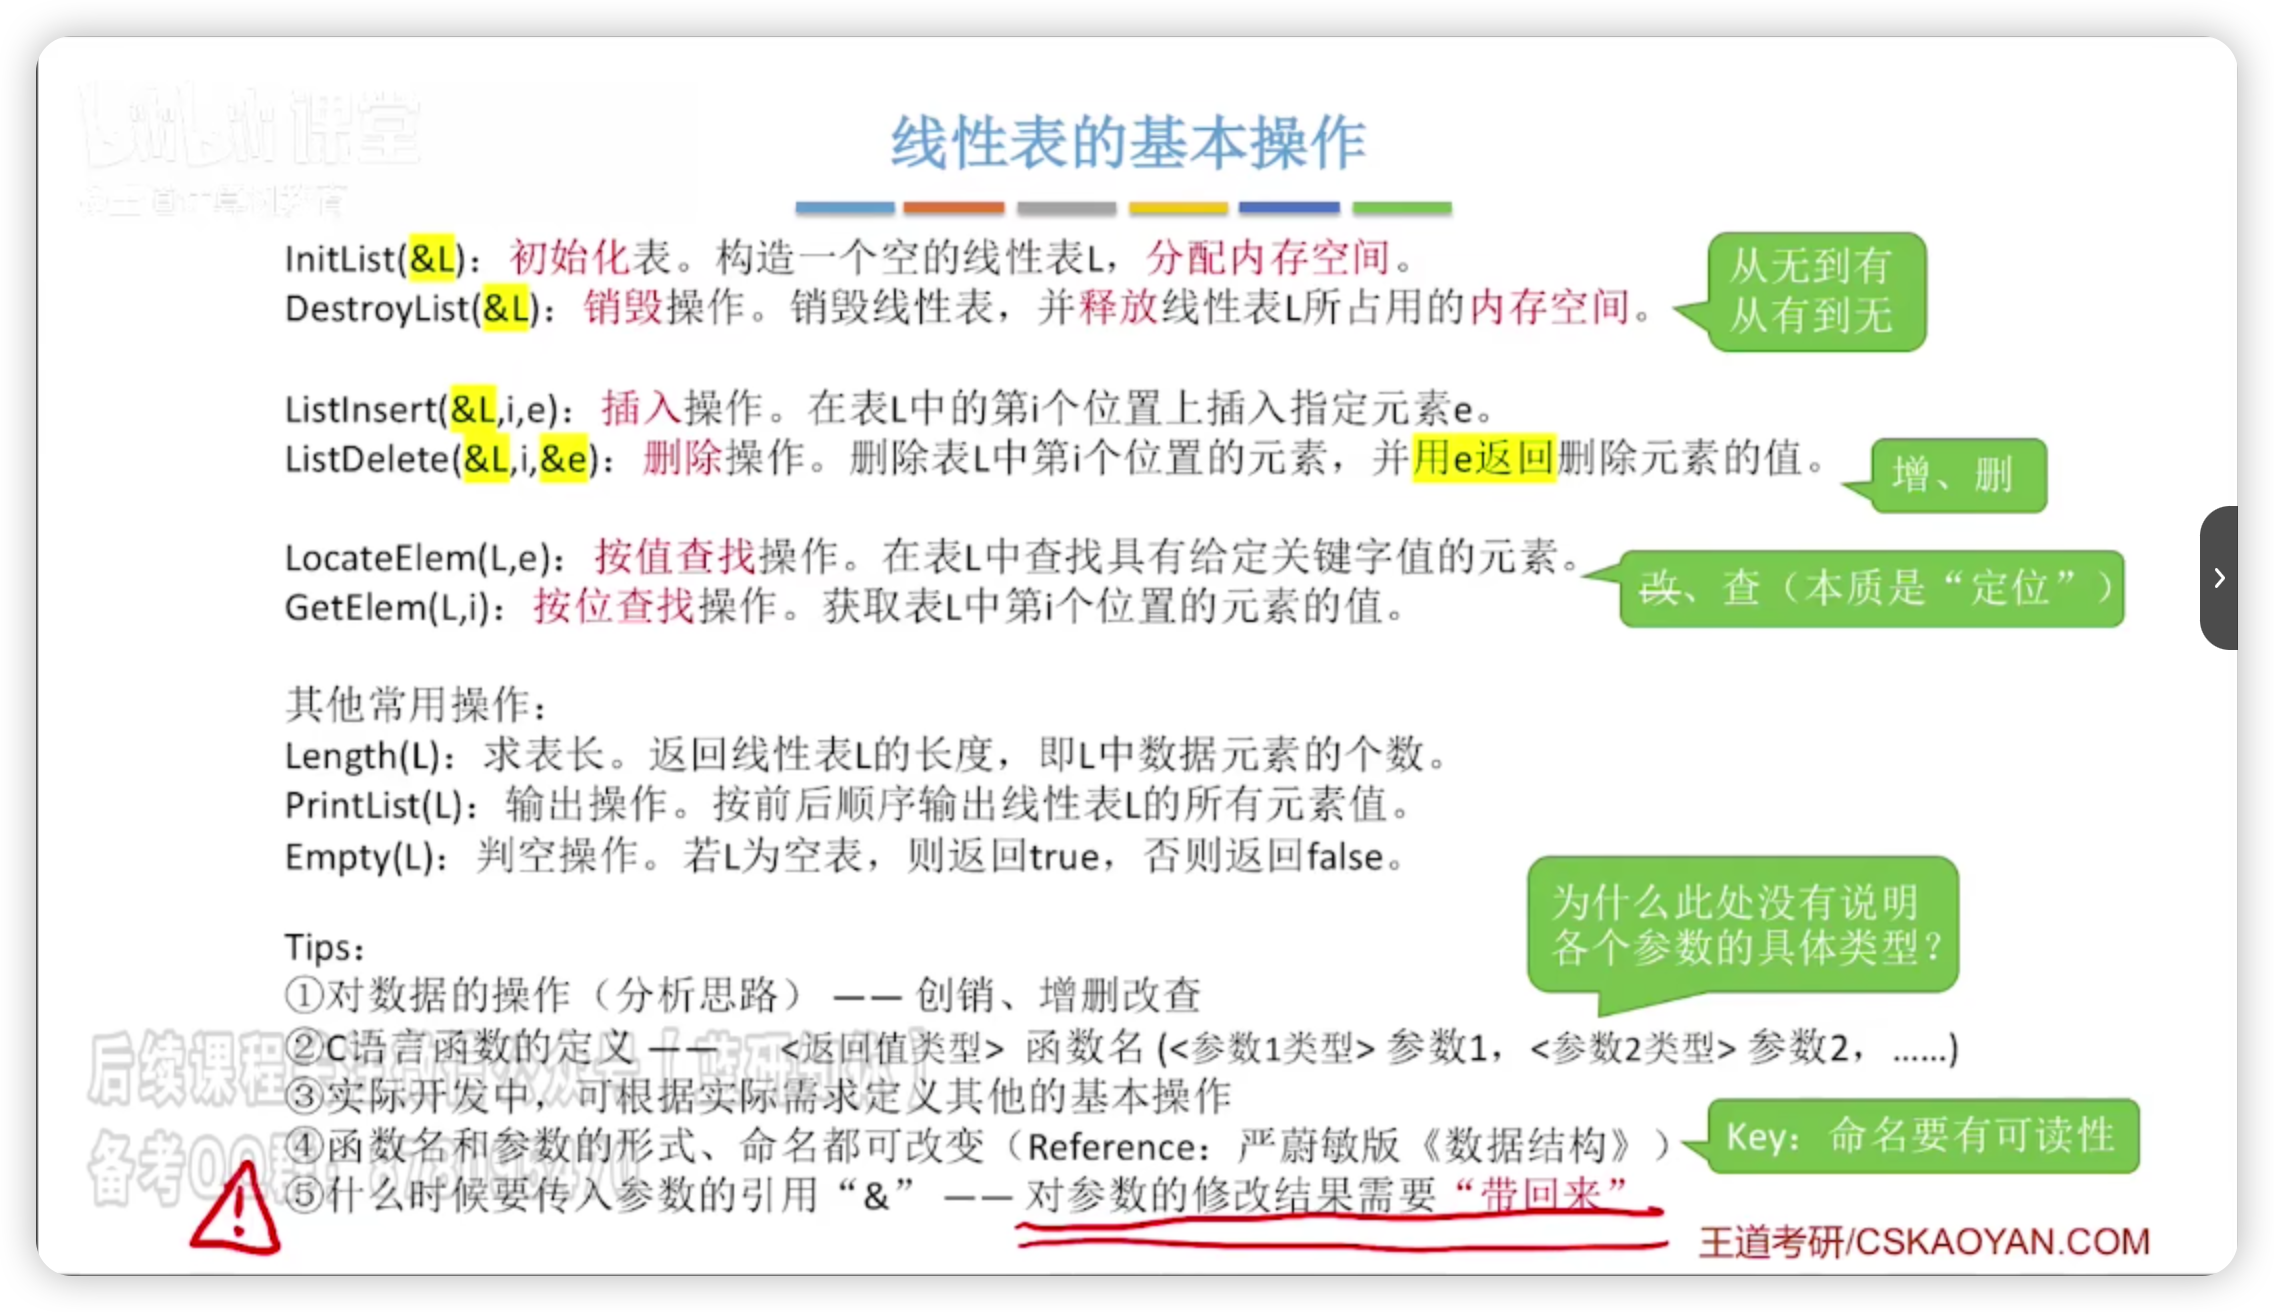 课堂
线性表的基本操作
InitList(&L)：初始化表。构造一个空的线性表L，分配内存空间。
DestroyList(&L)：销毁操作。销毁线性表，并释放线性表L所占用的内存空间。
从无到有
从有到无
ListInsert(&L,i,e)：插入操作。在表L中的第i个位置上插入指定元素e。
ListDelete(&L,i,&e)：删除操作。删除表L中第i个位置的元素，并用e返回删除元素的值。
增、删
LocateElem(L,e)：按值查找操作。在表L中查找具有给定关键字值的元素。
GetElem(L,i)：按位查找操作。获取表L中第i个位置的元素的值。
改、查（本质是“定位”）
其他常用操作：
Length(L)：求表长。返回线性表L的长度，即L中数据元素的个数。
PrintList(L)：输出操作。按前后顺序输出线性表L的所有元素值。
Empty(L)：判空操作。若L为空表，则返回true，否则返回false。
为什么此处没有说明
各个参数的具体类型？
Tips：
①对数据的操作（分析思路） —— 创销、增删改查
②C语言函数的定义 —— <返回值类型> 函数名 (<参数1类型> 参数1，<参数2类型> 参数2，……)
③实际开发中，可根据实际需求定义其他的基本操作
④函数名和参数的形式、命名都可改变（Reference：严蔚敏版《数据结构》）
Key：命名要有可读性
⑤什么时候要传入参数的引用“&” —— 对参数的修改结果需要“带回来”
后续课程
备考QQ群
王道考研/CSKAOYAN.COM